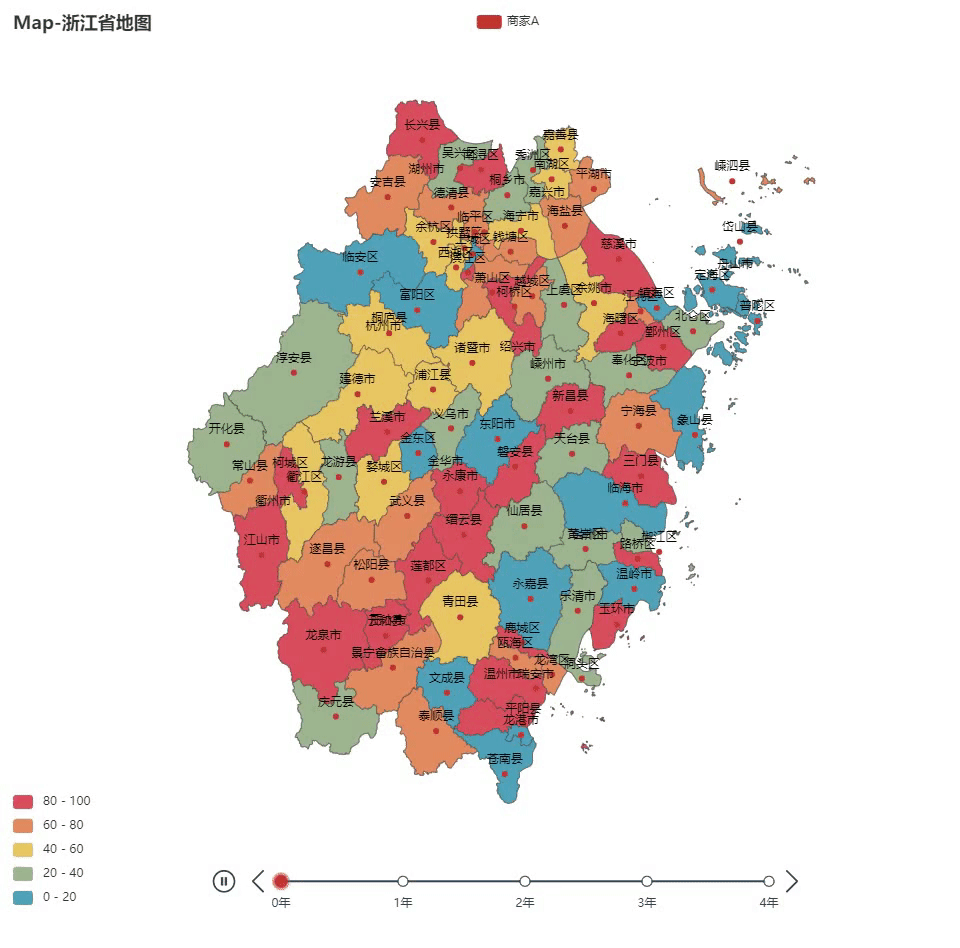 Map-浙江省地图
商家A
长兴县
嘉善县
吴兴区
南浔区
秀洲区
南湖区
嵊泗县
湖州市
安吉县
桐乡市
平湖市
德清县
嘉兴市
临平区
海宁市
海盐县
余杭区
拱墅区
上城区
钱塘区
岱山县
慈溪市
西湖区
滨江区
临安区
舟山市
定海区
萧山区
越城区
柯桥区
上虞区
余姚市
江北区
镇海区
富阳区
普陀区
桐庐县
杭州市
海曙区
北仑区
鄞州区
诸暨市
绍兴市
淳安县
嵊州市
奉化区
宁波市
建德市
浦江县
新昌县
兰溪市
义乌市
宁海县
象山县
开化县
金东区
东阳市
天台县
常山县
柯城区
衢江区
龙游县
婺城区
金华市
磐安县
三门县
永康市
衢州市
武义县
临海市
仙居县
缙云县
江山市
遂昌县
黄岩区
椒江区
路桥区
松阳县
莲都区
温岭市
永嘉县
乐清市
青田县
玉环市
云和县
龙泉市
鹿城区
瓯海区
景宁畲族自治县
龙湾区
洞头区
文成县
温州市
瑞安市
庆元县
泰顺县
平阳县
龙港市
苍南县
80 - 100
60 - 80
40 - 60
20 - 40
0 - 20
0年
1年
2年
3年
4年